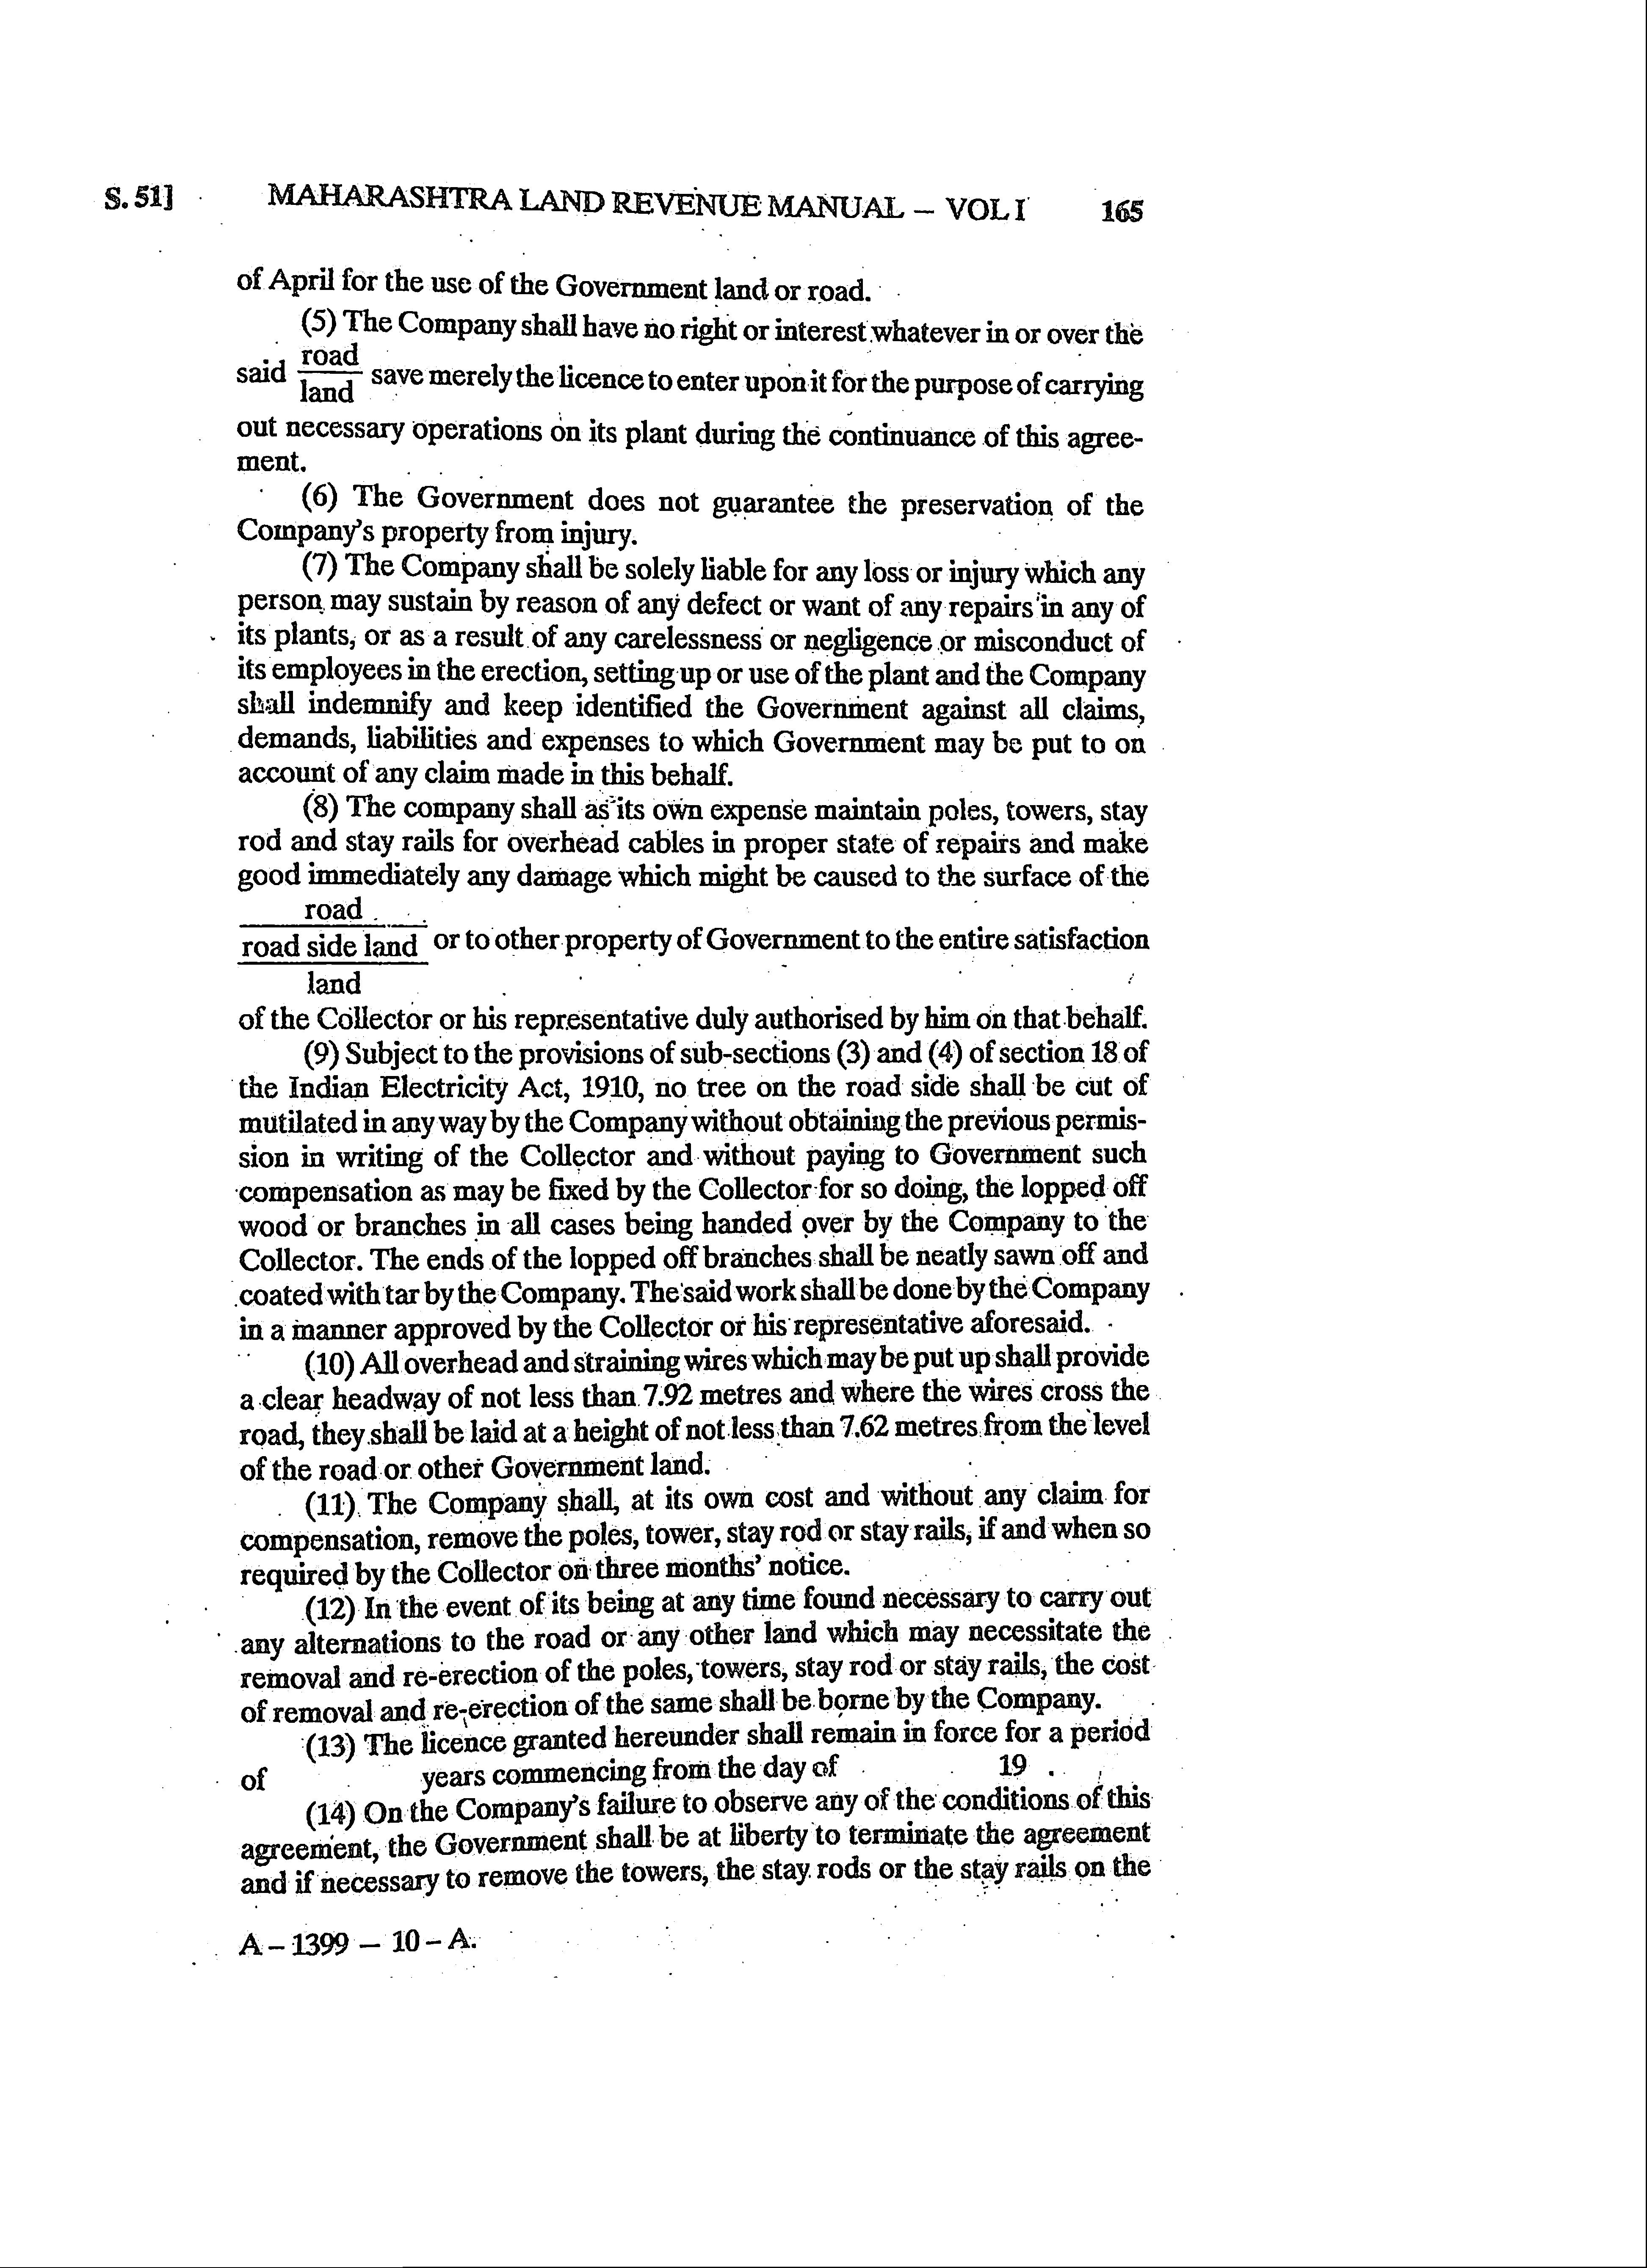 S. 51] MAHARASHTRA LAND REVENUE MANUAL – VOL I 165
of April for the use of the Government land or road.
(5) The Company shall have no right or interest whatever in or over the
said road/land save merely the licence to enter upon it for the purpose of carrying
out necessary operations on its plant during the continuance of this agree-
ment.
(6) The Government does not guarantee the preservation of the
Company's property from injury.
(7) The Company shall be solely liable for any loss or injury which any
person may sustain by reason of any defect or want of any repairs in any of
its plants, or as a result of any carelessness or negligence or misconduct of
its employees in the erection, setting up or use of the plant and the Company
shall indemnify and keep identified the Government against all claims,
demands, liabilities and expenses to which Government may be put to on
account of any claim made in this behalf.
(8) The company shall as its own expense maintain poles, towers, stay
rod and stay rails for overhead cables in proper state of repairs and make
good immediately any damage which might be caused to the surface of the
road
road side land or to other property of Government to the entire satisfaction
land
of the Collector or his representative duly authorised by him on that behalf.
(9) Subject to the provisions of sub-sections (3) and (4) of section 18 of
the Indian Electricity Act, 1910, no tree on the road side shall be cut of
mutilated in any way by the Company without obtaining the previous permis-
sion in writing of the Collector and without paying to Government such
compensation as may be fixed by the Collector for so doing, the lopped off
wood or branches in all cases being handed over by the Company to the
Collector. The ends of the lopped off branches shall be neatly sawn off and
coated with tar by the Company. The said work shall be done by the Company
in a manner approved by the Collector or his representative aforesaid.
(10) All overhead and straining wires which may be put up shall provide
a clear headway of not less than 7.92 metres and where the wires cross the
road, they shall be laid at a height of not less than 7.62 metres from the level
of the road or other Government land.
(11) The Company shall, at its own cost and without any claim for
compensation, remove the poles, tower, stay rod or stay rails, if and when so
required by the Collector on three months' notice.
(12) In the event of its being at any time found necessary to carry out
any alternations to the road or any other land which may necessitate the
removal and re-erection of the poles, towers, stay rod or stay rails, the cost
of removal and re-erection of the same shall be borne by the Company.
(13) The licence granted hereunder shall remain in force for a period
of years commencing from the day of 19 .
(14) On the Company's failure to observe any of the conditions of this
agreement, the Government shall be at liberty to terminate the agreement
and if necessary to remove the towers, the stay rods or the stay rails on the
A – 1399 – 10 – A.